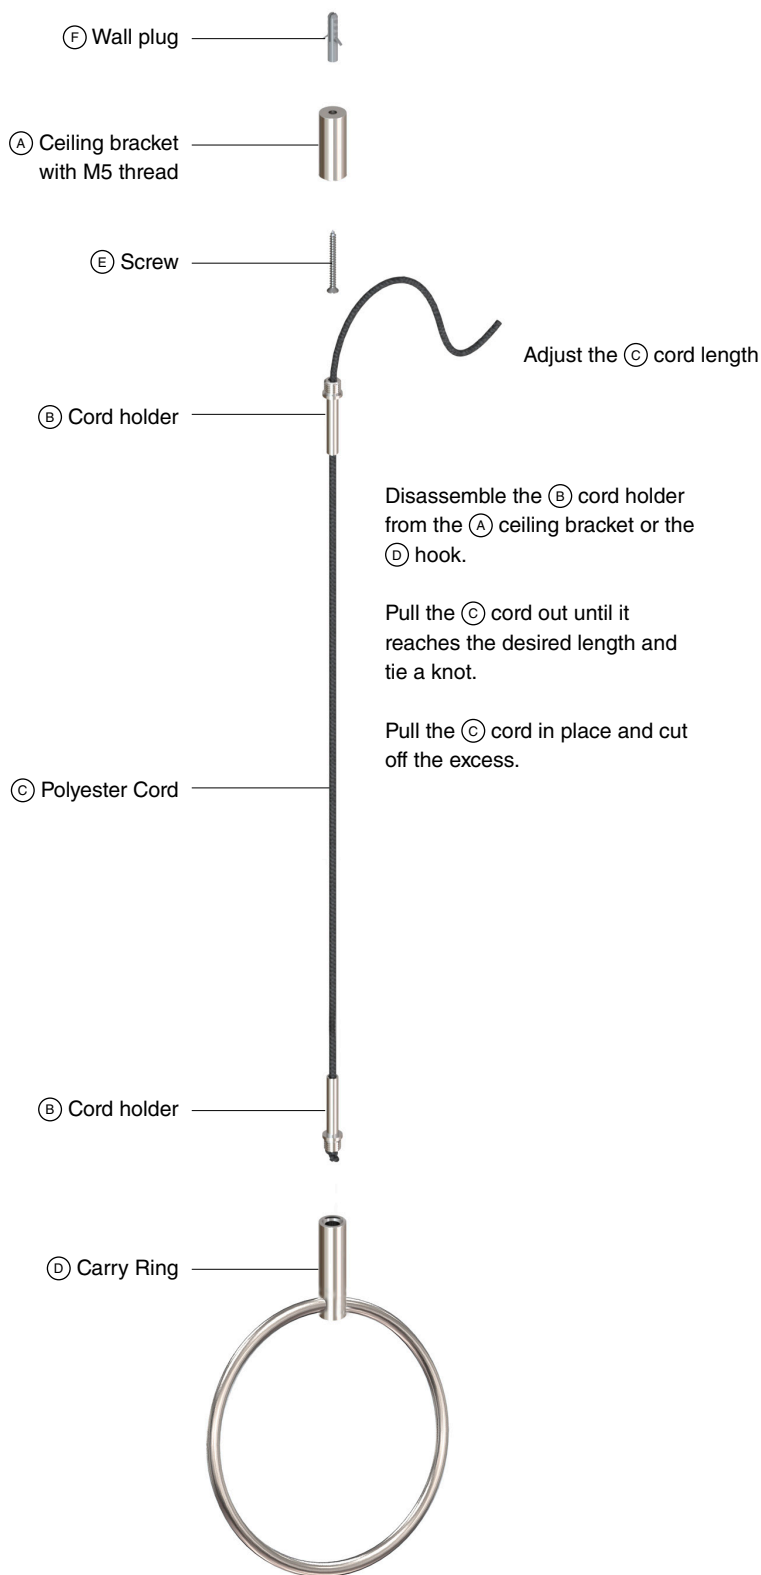 Ⓕ Wall plug
Ⓐ Ceiling bracket
with M5 thread
Ⓔ Screw
Adjust the Ⓒ cord length
Ⓑ Cord holder
Disassemble the Ⓑ cord holder
from the Ⓐ ceiling bracket or the
Ⓓ hook.
Pull the Ⓒ cord out until it
reaches the desired length and
tie a knot.
Pull the Ⓒ cord in place and cut
off the excess.
Ⓒ Polyester Cord
Ⓑ Cord holder
Ⓓ Carry Ring